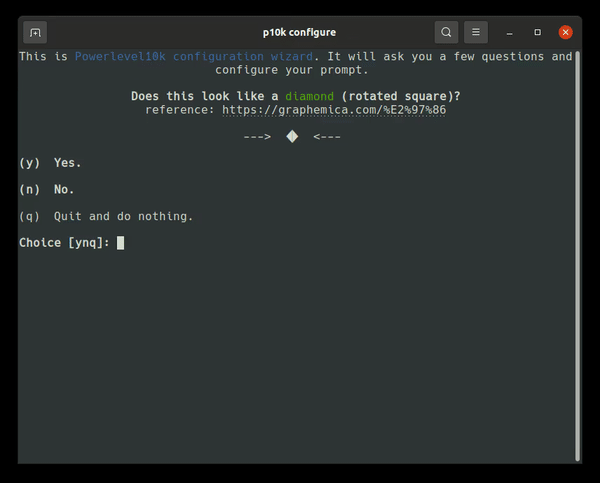 p10k configure
This is Powerlevel10k configuration wizard. It will ask you a few questions and
configure your prompt.
Does this look like a diamond (rotated square)?
reference: https://graphemica.com/%E2%97%86
---> ◆ <---
(y) Yes.
(n) No.
(q) Quit and do nothing.
Choice [ynq]: